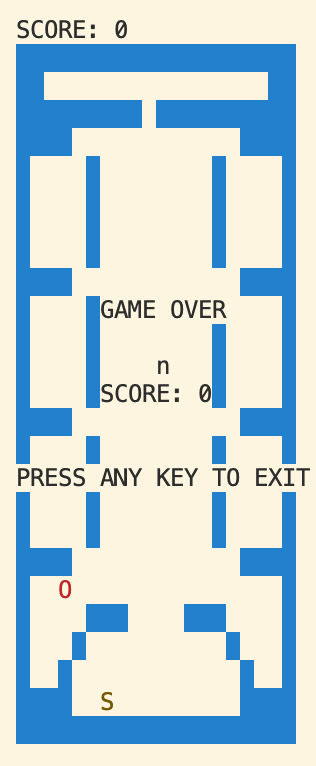 SCORE: 0
GAME OVER
n
SCORE: 0
PRESS ANY KEY TO EXIT
O
S